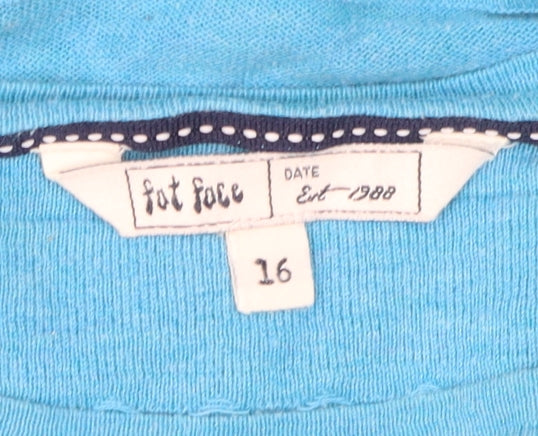 fat face
DATE
Est 1988
16